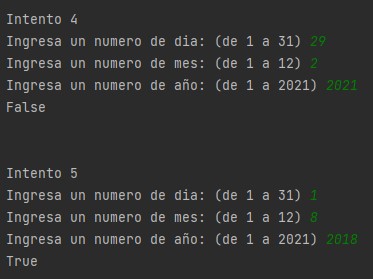 Intento 4
Ingresa un numero de dia: (de 1 a 31) 29
Ingresa un numero de mes: (de 1 a 12) 2
Ingresa un numero de año: (de 1 a 2021) 2021
False
Intento 5
Ingresa un numero de dia: (de 1 a 31) 1
Ingresa un numero de mes: (de 1 a 12) 8
Ingresa un numero de año: (de 1 a 2021) 2018
True